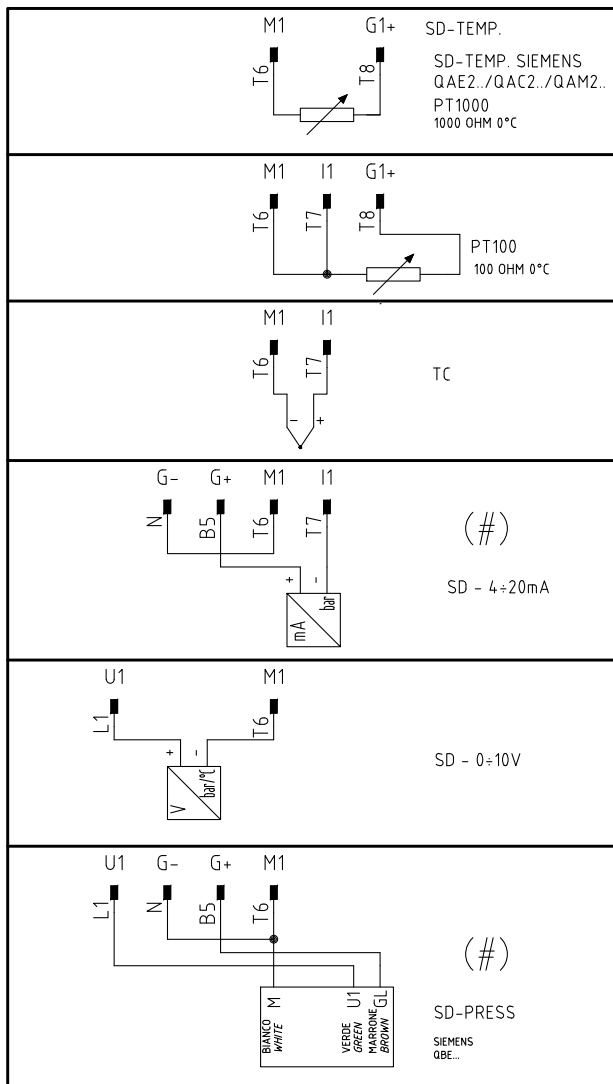 M1 G1+ SD-TEMP.
T6 T8
SD-TEMP. SIEMENS
QAE2../QAC2../QAM2..
PT1000
1000 OHM 0°C
M1 I1 G1+
T6 T7 T8
PT100
100 OHM 0°C
M1 I1
T6 T7
TC
- +
G- G+ M1 I1
N B5 T6 T7
(#)
+ -
mA bar
SD - 4÷20mA
U1 M1
L1 T6
+ -
V bar/°C
SD - 0÷10V
U1 G- G+ M1
L1 N B5 T6
(#)
M U1 GL
BIANCO
WHITE
VERDE
GREEN
MARRONE
BROWN
SD-PRESS
SIEMENS
QBE...